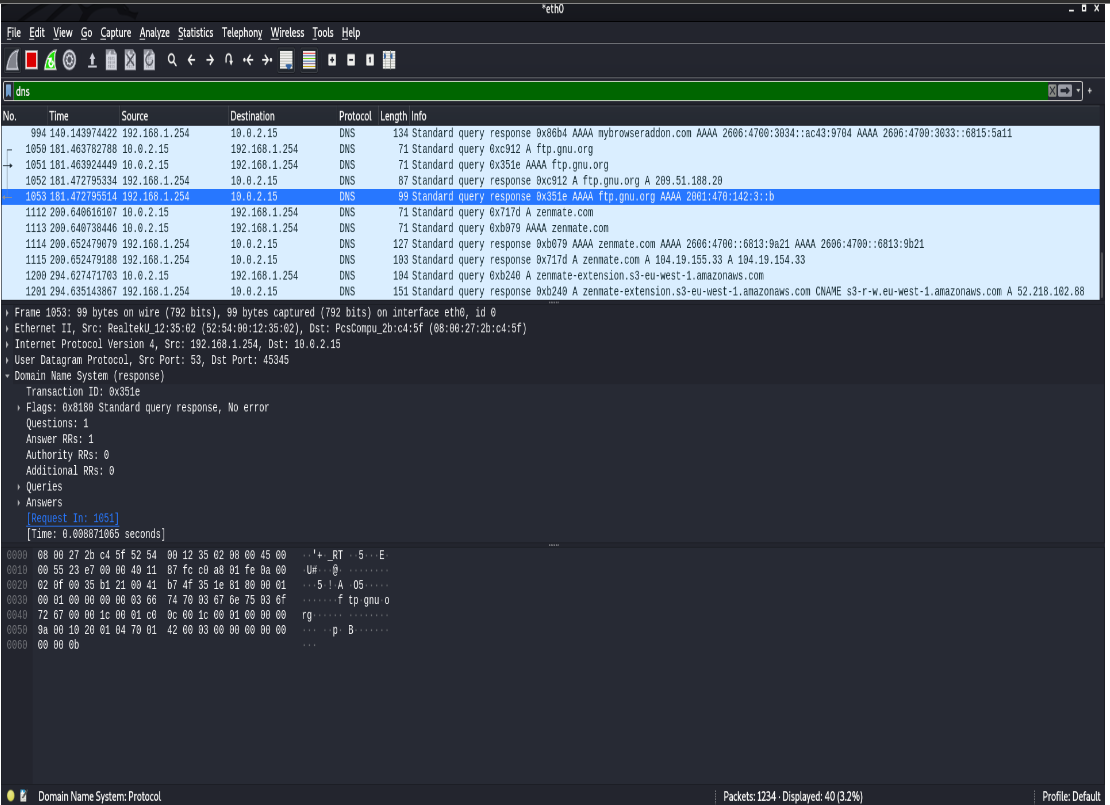 *eth0
File Edit View Go Capture Analyze Statistics Telephony Wireless Tools Help
dns
No. Time Source Destination Protocol Length Info
994 140.143974422 192.168.1.254 10.0.2.15 DNS 134 Standard query response 0x86b4 AAAA mybrowseraddon.com AAAA 2606:4700:3034::ac43:9704 AAAA 2606:4700:3033::6815:5a11
1050 181.463782788 10.0.2.15 192.168.1.254 DNS 71 Standard query 0xc912 A ftp.gnu.org
1051 181.463924449 10.0.2.15 192.168.1.254 DNS 71 Standard query 0x351e AAAA ftp.gnu.org
1052 181.472795334 192.168.1.254 10.0.2.15 DNS 87 Standard query response 0xc912 A ftp.gnu.org A 209.51.188.20
1053 181.472795514 192.168.1.254 10.0.2.15 DNS 99 Standard query response 0x351e AAAA ftp.gnu.org AAAA 2001:470:142:3::b
1112 200.640616107 10.0.2.15 192.168.1.254 DNS 71 Standard query 0x717d A zenmate.com
1113 200.640738446 10.0.2.15 192.168.1.254 DNS 71 Standard query 0xb079 AAAA zenmate.com
1114 200.652479079 192.168.1.254 10.0.2.15 DNS 127 Standard query response 0xb079 AAAA zenmate.com AAAA 2606:4700::6813:9a21 AAAA 2606:4700::6813:9b21
1115 200.652479188 192.168.1.254 10.0.2.15 DNS 103 Standard query response 0x717d A zenmate.com A 104.19.155.33 A 104.19.154.33
1200 294.627471703 10.0.2.15 192.168.1.254 DNS 104 Standard query 0xb240 A zenmate-extension.s3-eu-west-1.amazonaws.com
1201 294.635143867 192.168.1.254 10.0.2.15 DNS 151 Standard query response 0xb240 A zenmate-extension.s3-eu-west-1.amazonaws.com CNAME s3-r-w.eu-west-1.amazonaws.com A 52.218.102.88
Frame 1053: 99 bytes on wire (792 bits), 99 bytes captured (792 bits) on interface eth0, id 0
Ethernet II, Src: RealtekU_12:35:02 (52:54:00:12:35:02), Dst: PcsCompu_2b:c4:5f (08:00:27:2b:c4:5f)
Internet Protocol Version 4, Src: 192.168.1.254, Dst: 10.0.2.15
User Datagram Protocol, Src Port: 53, Dst Port: 45345
Domain Name System (response)
Transaction ID: 0x351e
Flags: 0x8180 Standard query response, No error
Questions: 1
Answer RRs: 1
Authority RRs: 0
Additional RRs: 0
Queries
Answers
[Request In: 1051]
[Time: 0.008871065 seconds]
0000 08 00 27 2b c4 5f 52 54 00 12 35 02 08 00 45 00 ··'+·_RT ··5···E·
0010 00 55 23 e7 00 00 40 11 87 fc c0 a8 01 fe 0a 00 ·U#···@· ········
0020 02 0f 00 35 b1 21 00 41 b7 4f 35 1e 81 80 00 01 ···5·!·A ·O5·····
0030 00 01 00 00 00 00 03 66 74 70 03 67 6e 75 03 6f ·······f tp·gnu·o
0040 72 67 00 00 1c 00 01 c0 0c 00 1c 00 01 00 00 00 rg······ ········
0050 9a 00 10 20 01 04 70 01 42 00 03 00 00 00 00 00 ··· ··p· B·······
0060 00 00 0b ···
Domain Name System: Protocol
Packets: 1234 · Displayed: 40 (3.2%)
Profile: Default